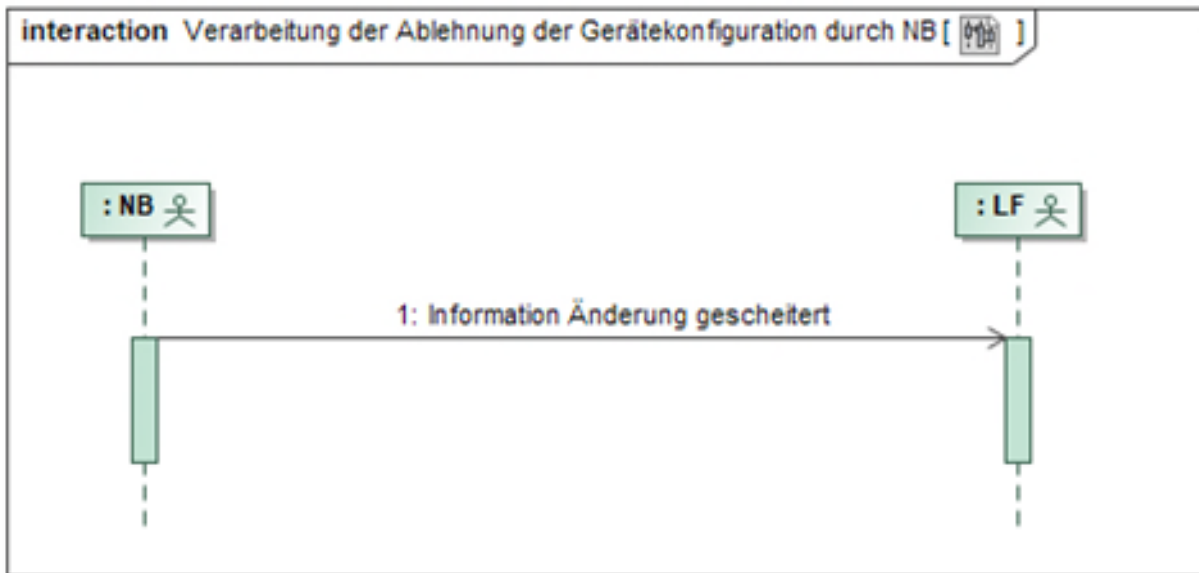 interaction Verarbeitung der Ablehnung der Gerätekonfiguration durch NB [ ]
: NB
: LF
1: Information Änderung gescheitert